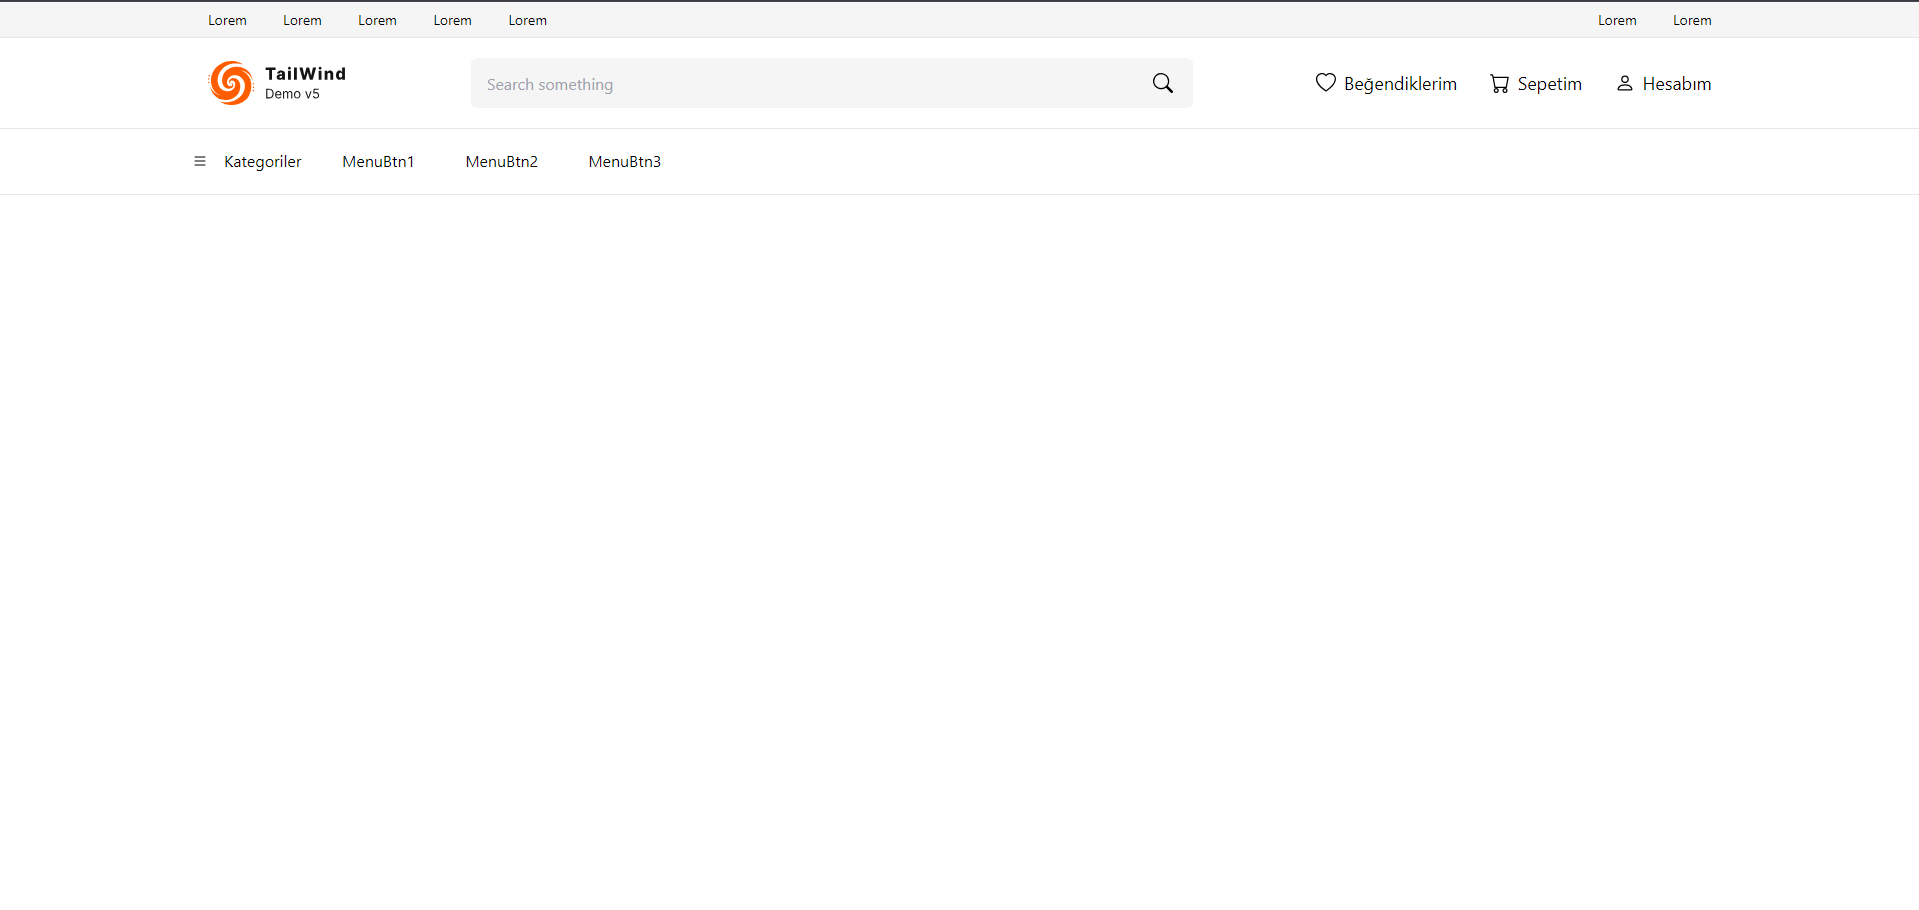 Lorem Lorem Lorem Lorem Lorem Lorem Lorem
TailWind
Demo v5
Search something
Beğendiklerim Sepetim Hesabım
Kategoriler MenuBtn1 MenuBtn2 MenuBtn3